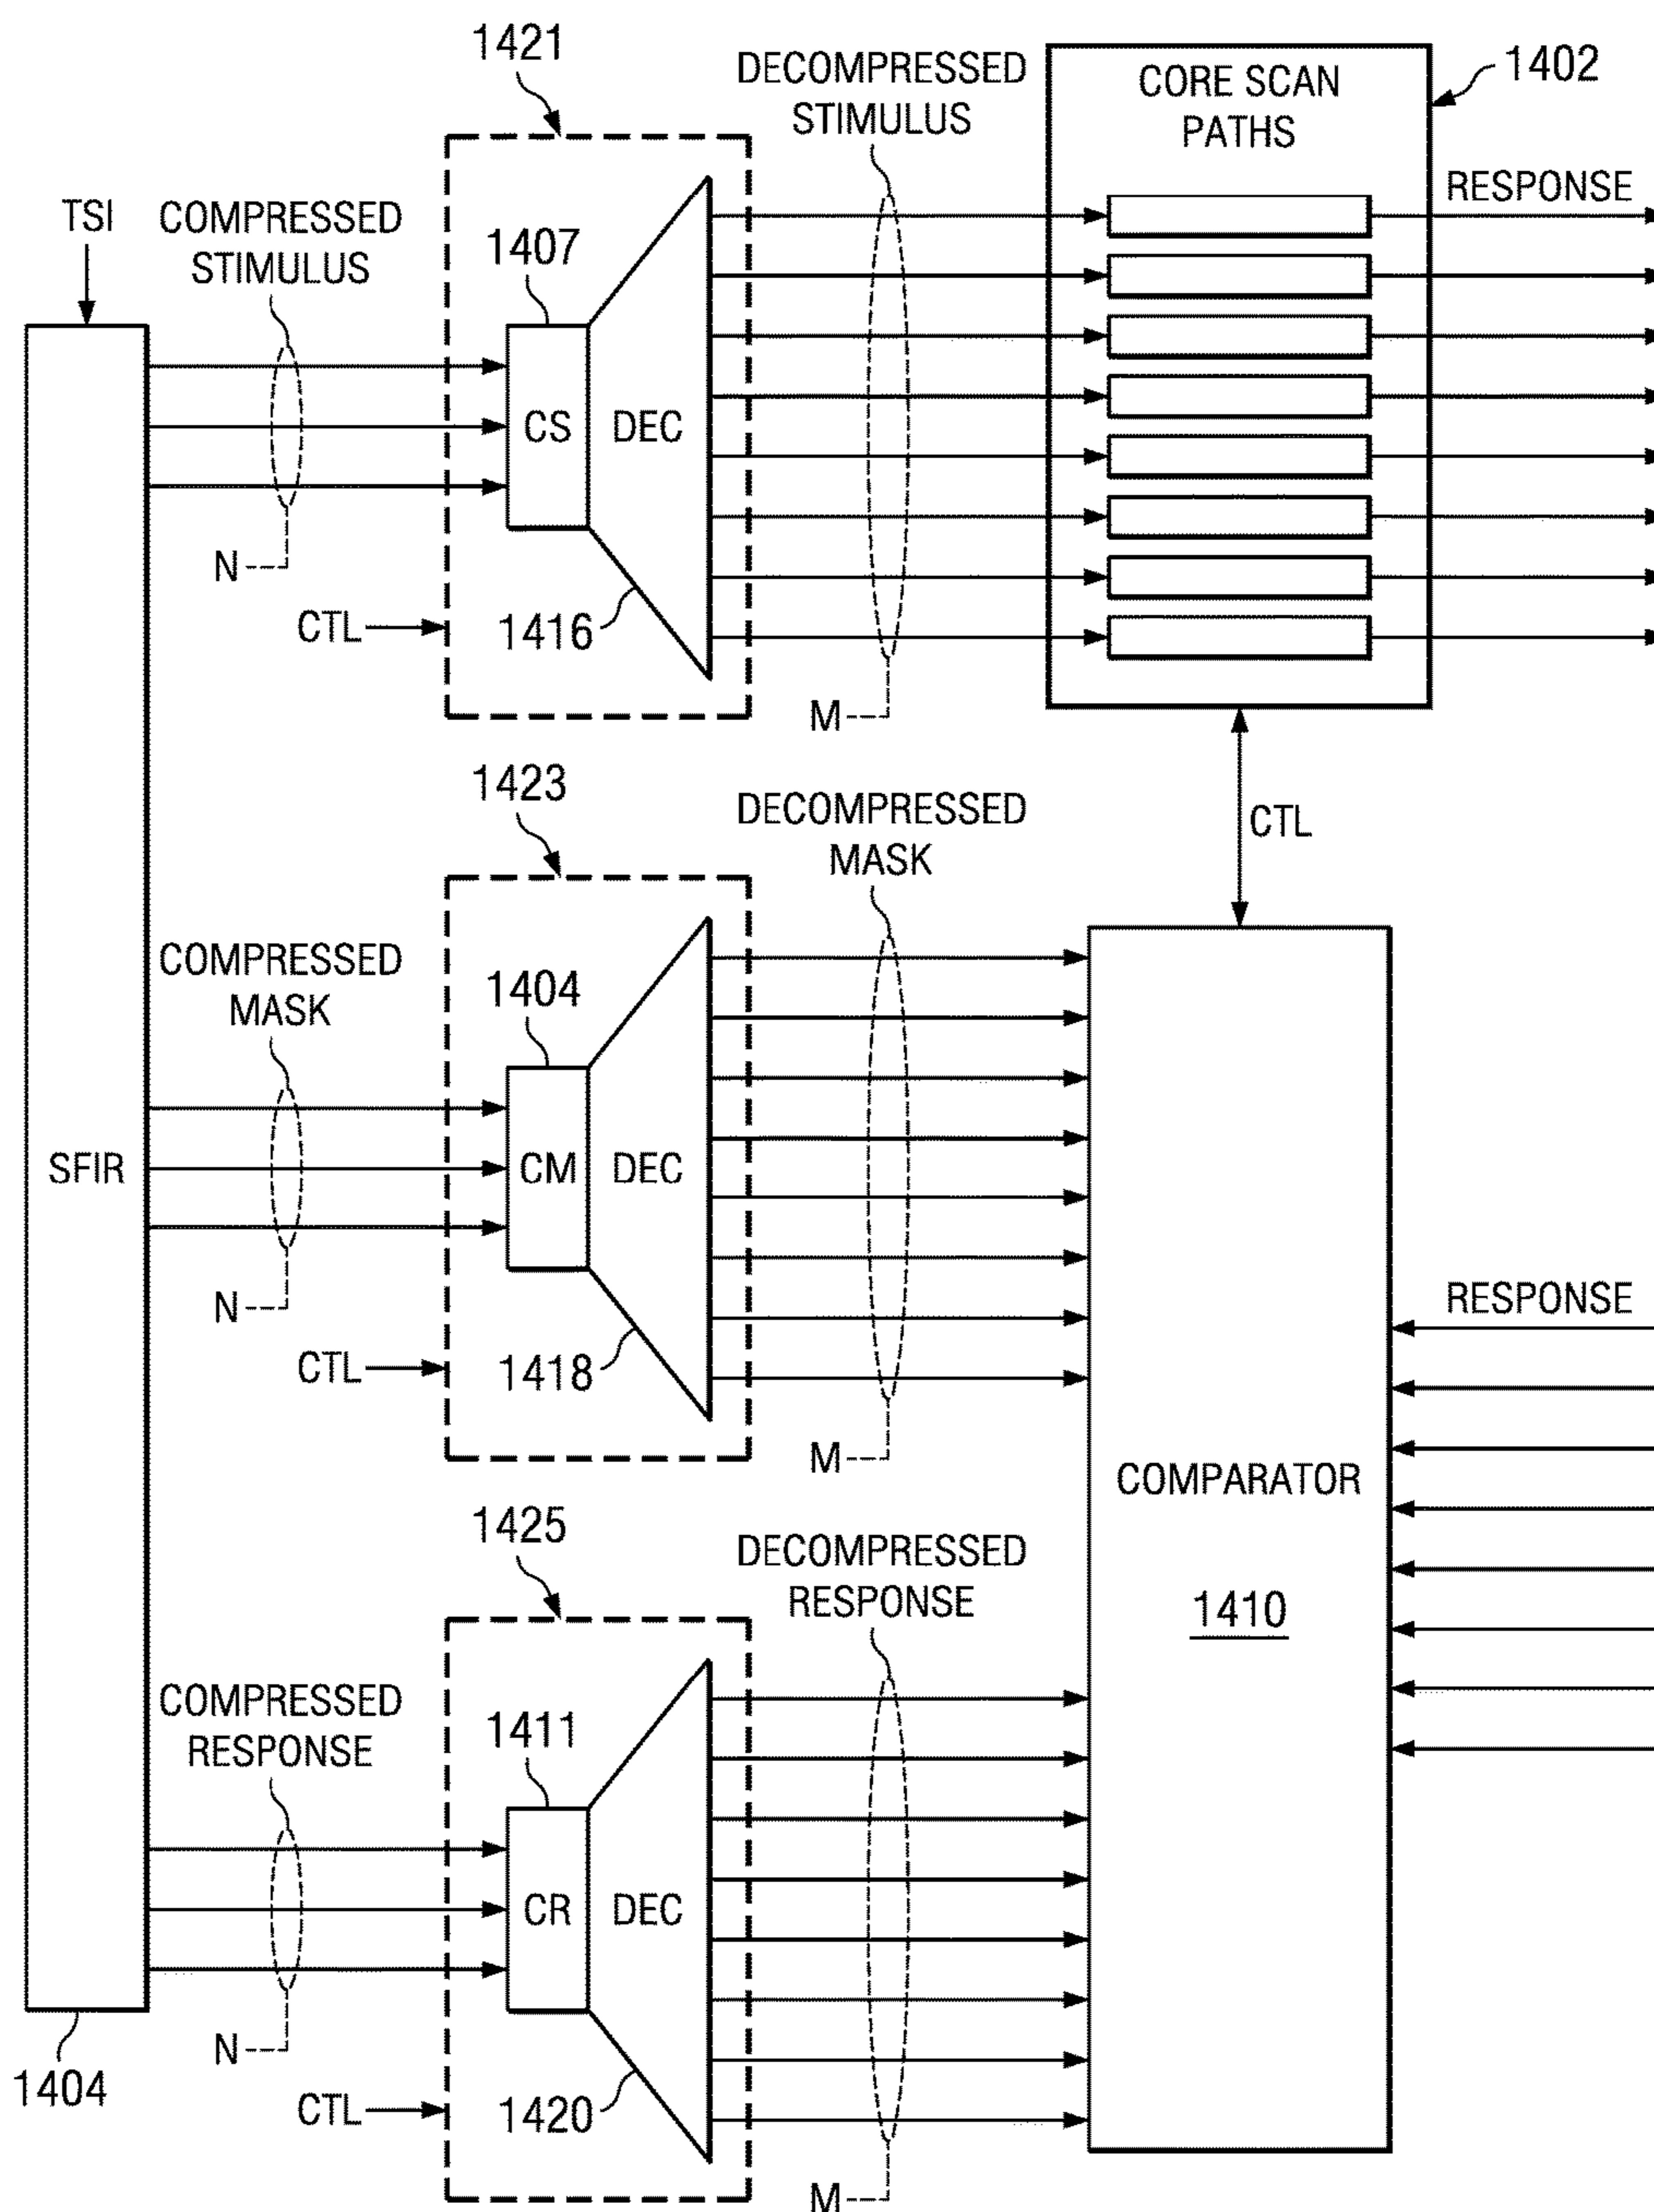 1421
DECOMPRESSED
STIMULUS
CORE SCAN
PATHS
1402
TSI
COMPRESSED
STIMULUS
1407
RESPONSE
CS
DEC
N
CTL
1416
M
1423
DECOMPRESSED
MASK
CTL
COMPRESSED
MASK
1404
SFIR
CM
DEC
N
CTL
1418
M
RESPONSE
COMPARATOR
1410
1425
DECOMPRESSED
RESPONSE
COMPRESSED
RESPONSE
1411
CR
DEC
N
1404
CTL
1420
M